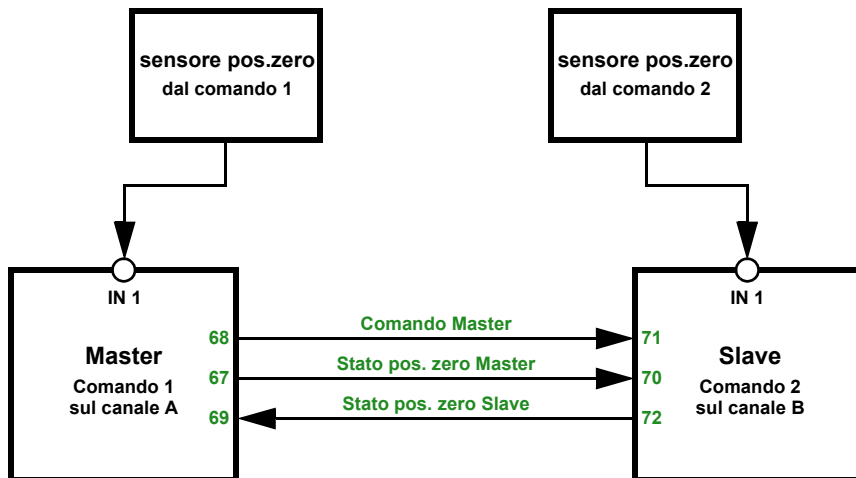 sensore pos.zero
dal comando 1
sensore pos.zero
dal comando 2
IN 1
IN 1
Master
Comando 1
sul canale A
68
67
69
Comando Master
Stato pos. zero Master
Stato pos. zero Slave
71
70
72
Slave
Comando 2
sul canale B